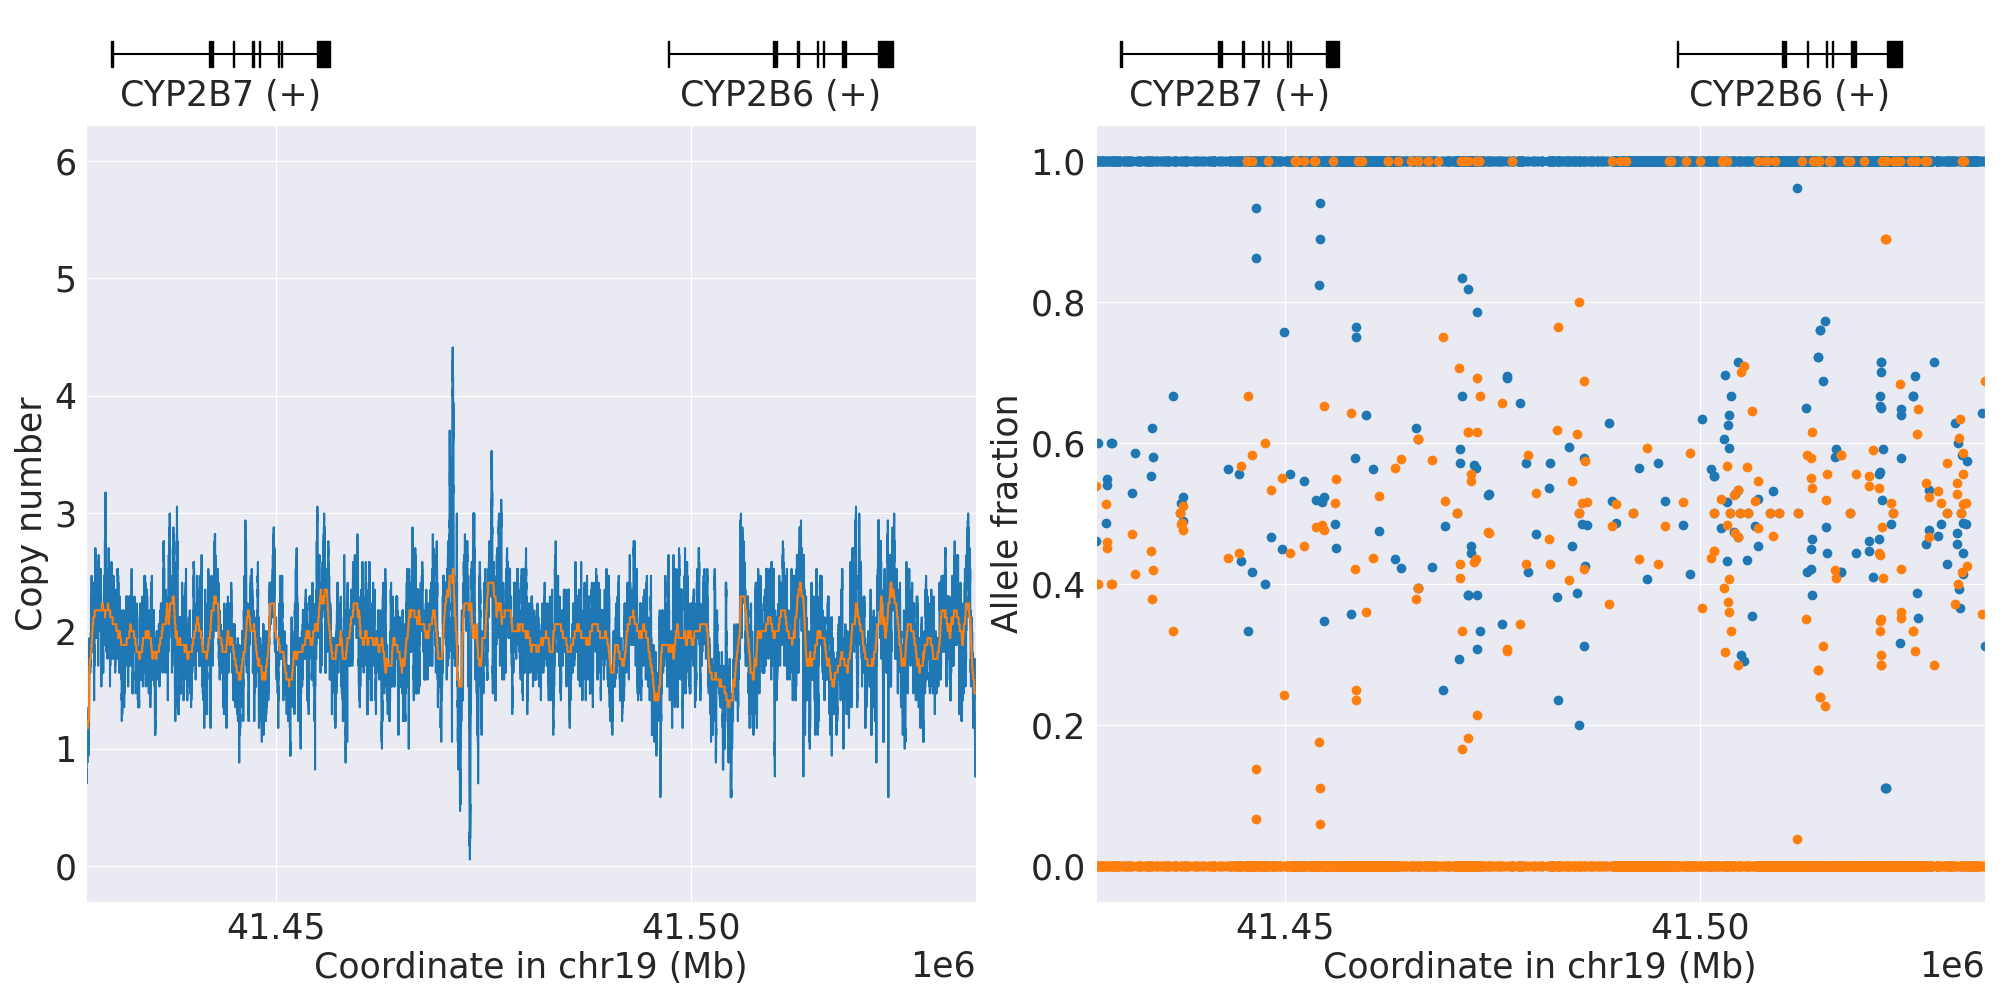 CYP2B7 (+) CYP2B6 (+)
Copy number
6
5
4
3
2
1
0
41.45 41.50
Coordinate in chr19 (Mb) 1e6
CYP2B7 (+) CYP2B6 (+)
Allele fraction
1.0
0.8
0.6
0.4
0.2
0.0
41.45 41.50
Coordinate in chr19 (Mb) 1e6